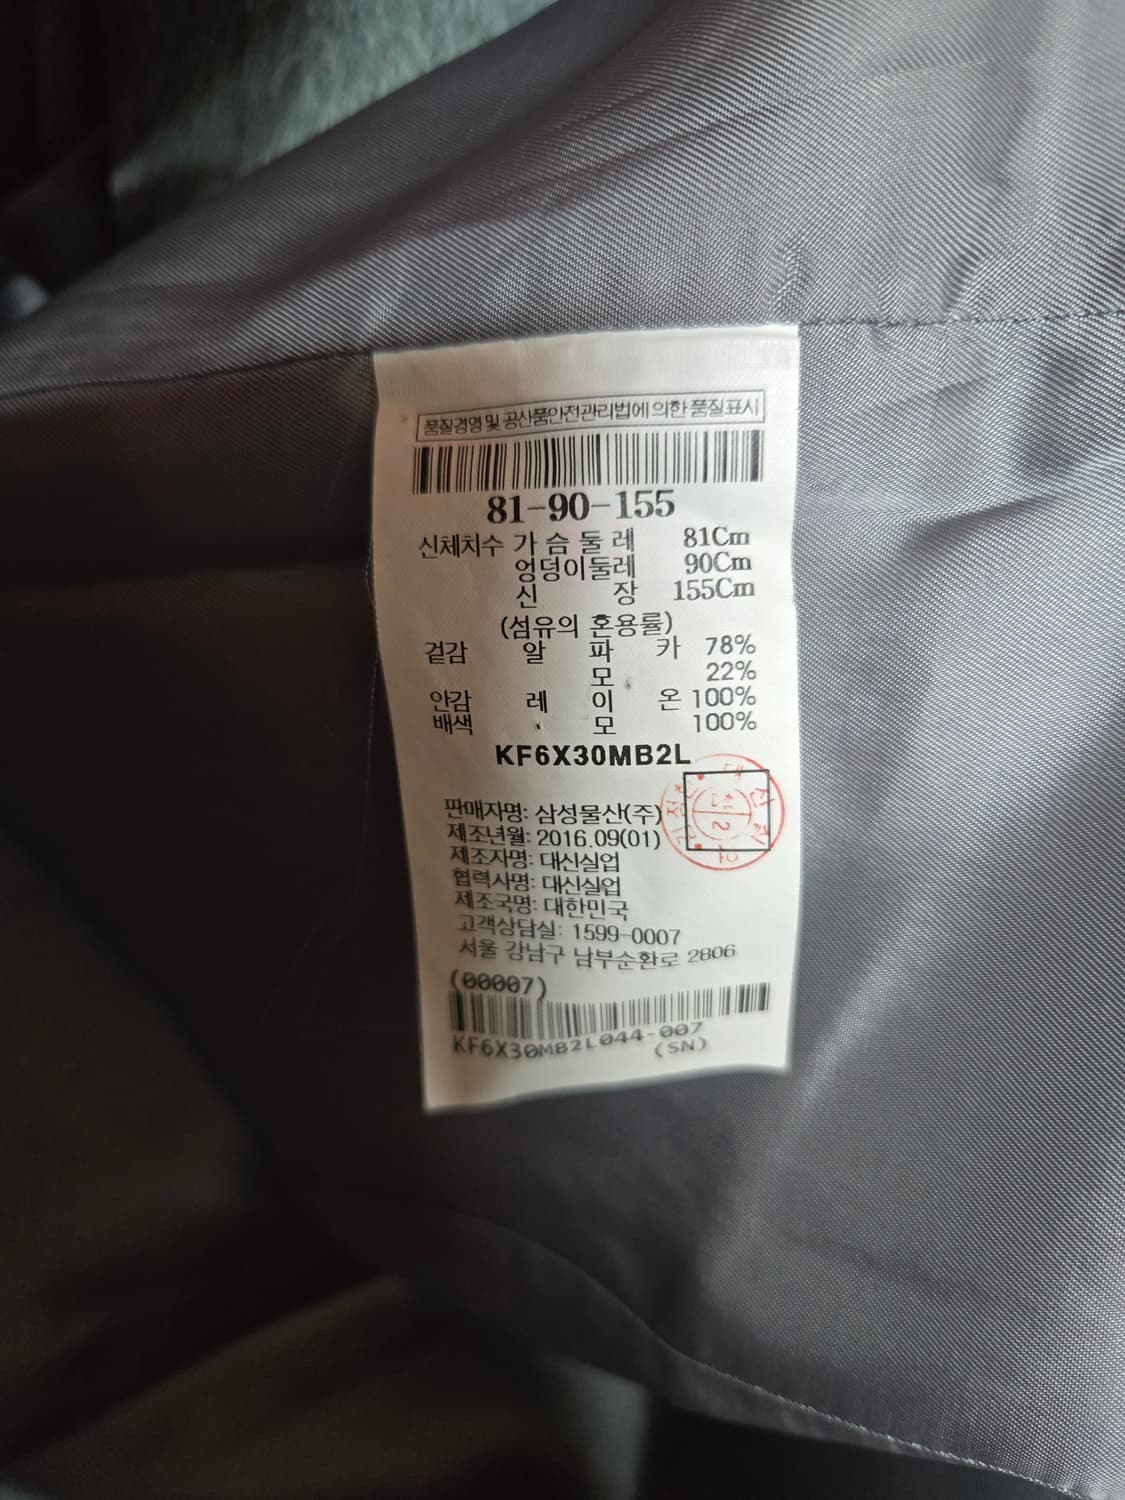 품질경영 및 공산품안전관리법에 의한 품질표시
81-90-155
신체치수 가슴둘레 81Cm
엉덩이둘레 90Cm
신장 155Cm
(섬유의 혼용률)
겉감 알파카 78%
모 22%
안감 레이온 100%
배색 모 100%
KF6X30MB2L
판매자명: 삼성물산(주)
제조년월: 2016.09(01)
제조자명: 대신실업
협력사명: 대신실업
제조국명: 대한민국
고객상담실: 1599-0007
서울 강남구 남부순환로 2806
(00007)
KF6X30MB2L044-007
(SN)